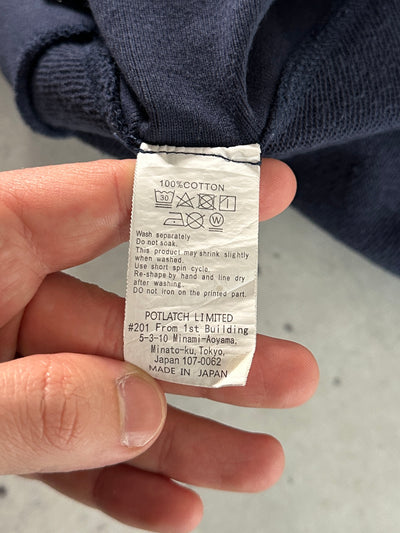 100%COTTON
30
1
W
Wash separately
Do not soak.
This product may shrink slightly
when washed.
Use short spin cycle.
Re-shape by hand and line dry
after washing.
DO not iron on the printed part.
POTLATCH LIMITED
#201 From 1st Building
5-3-10 Minami-Aoyama,
Minato-ku,Tokyo,
Japan 107-0062
MADE IN JAPAN